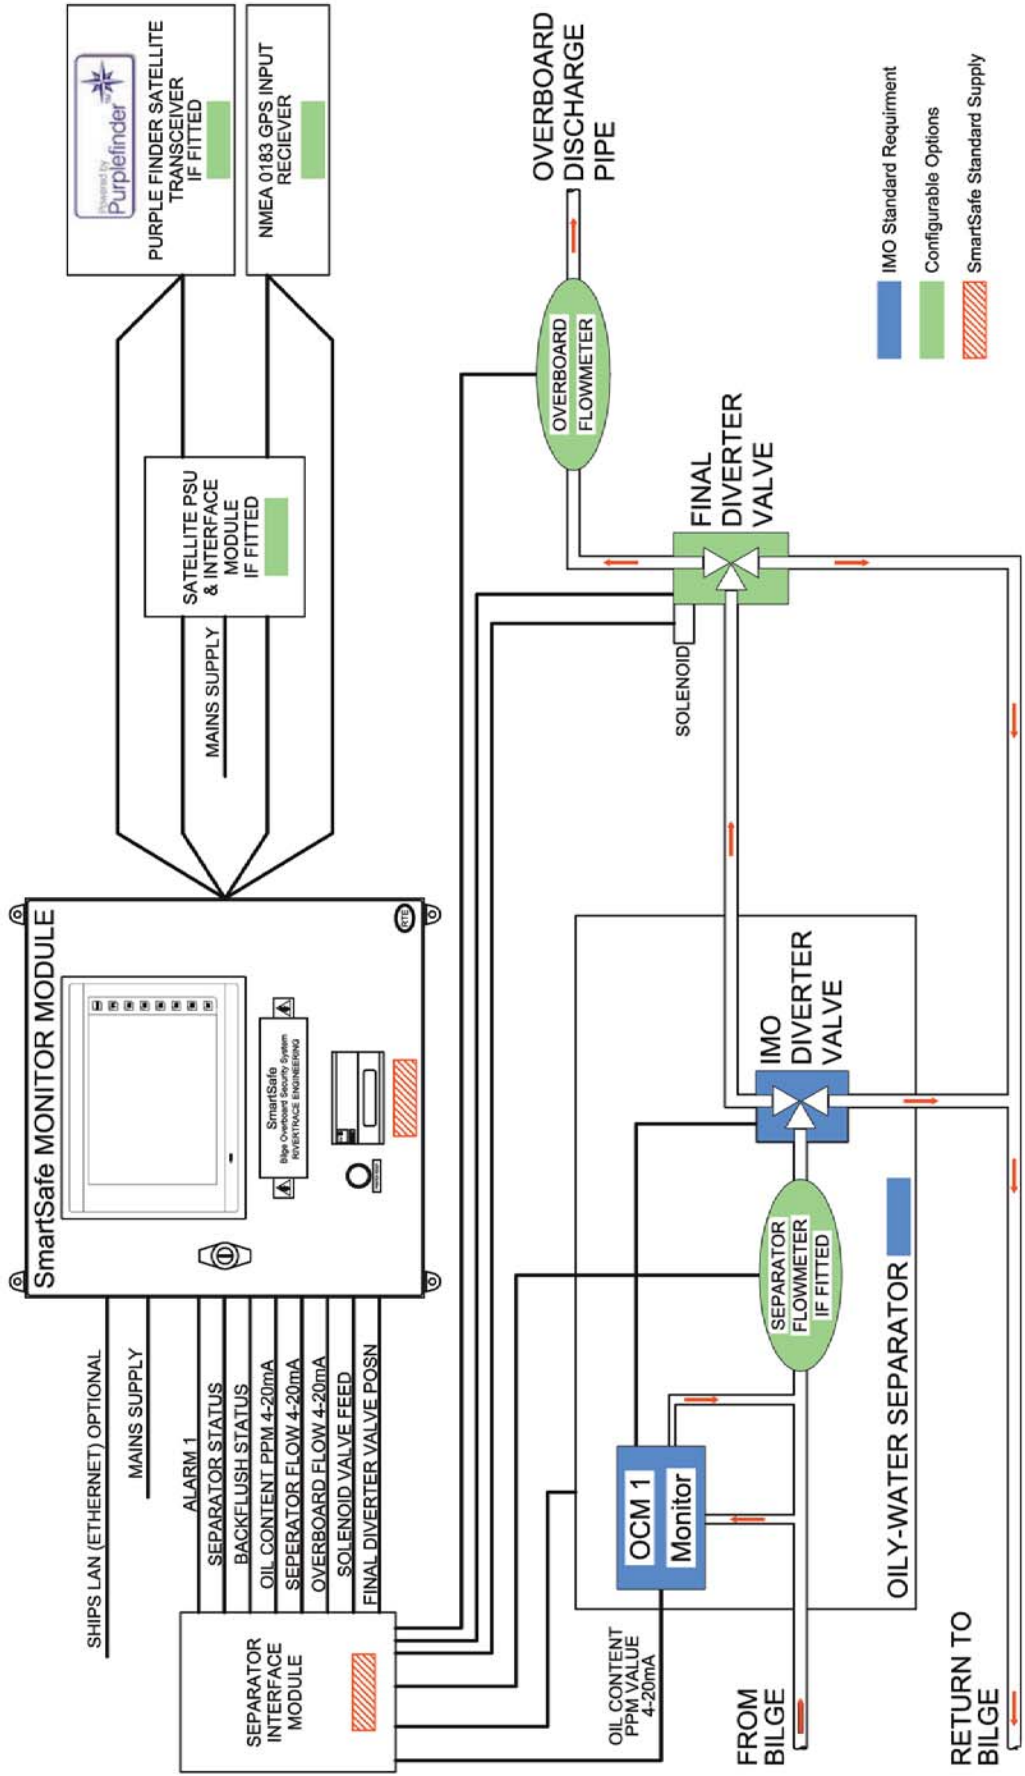 SmartSafe MONITOR MODULE
SmartSafe
Bilge Overboard Security System
RIVERTRACE ENGINEERING
RTE
SHIPS LAN (ETHERNET) OPTIONAL
MAINS SUPPLY
ALARM 1
SEPARATOR STATUS
BACKFLUSH STATUS
OIL CONTENT PPM 4-20mA
SEPERATOR FLOW 4-20mA
OVERBOARD FLOW 4-20mA
SOLENOID VALVE FEED
FINAL DIVERTER VALVE POSN
SEPARATOR
INTERFACE
MODULE
MAINS SUPPLY
SATELLITE PSU
& INTERFACE
MODULE
IF FITTED
Powered by
Purplefinder
TM
PURPLE FINDER SATELLITE
TRANSCEIVER
IF FITTED
NMEA 0183 GPS INPUT
RECIEVER
OIL CONTENT
PPM VALUE
4-20mA
OCM 1
Monitor
SEPARATOR
FLOWMETER
IF FITTED
IMO
DIVERTER
VALVE
OILY-WATER SEPARATOR
FROM
BILGE
RETURN TO
BILGE
SOLENOID
FINAL
DIVERTER
VALVE
OVERBOARD
FLOWMETER
OVERBOARD
DISCHARGE
PIPE
IMO Standard Requirment
Configurable Options
SmartSafe Standard Supply